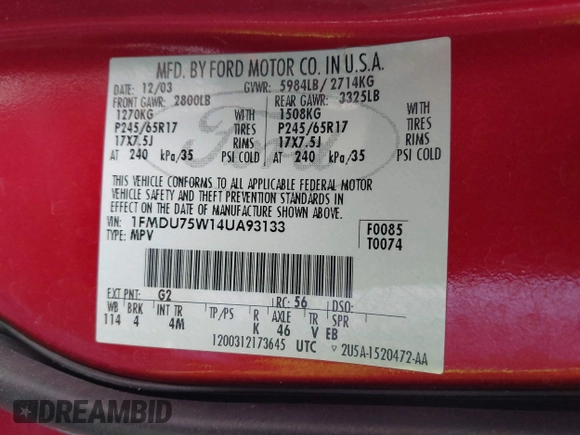 MFD. BY FORD MOTOR CO. IN U.S.A.
DATE: 12/03 GVWR: 5984LB/ 2714KG
FRONT GAWR: 2800LB REAR GAWR: 3325LB
1270KG WITH 1508KG WITH
P245/65R17 TIRES P245/65R17 TIRES
17X7.5J RIMS 17X7.5J RIMS
AT 240 kPa/35 PSI COLD AT 240 kPa/35 PSI COLD
Ford
THIS VEHICLE CONFORMS TO ALL APPLICABLE FEDERAL MOTOR
VEHICLE SAFETY AND THEFT PREVENTION STANDARDS IN
EFFECT ON THE DATE OF MANUFACTURE SHOWN ABOVE.
VIN: 1FMDU75W14UA93133 F0085
TYPE: MPV T0074
EXT PNT: G2 RC: 56 DSO:
WB BRK INT TR TP/PS R AXLE TR SPR
114 4 4M K 46 V EB
1200312173645 UTC ▽ 2U5A-1520472-AA
DREAMBID